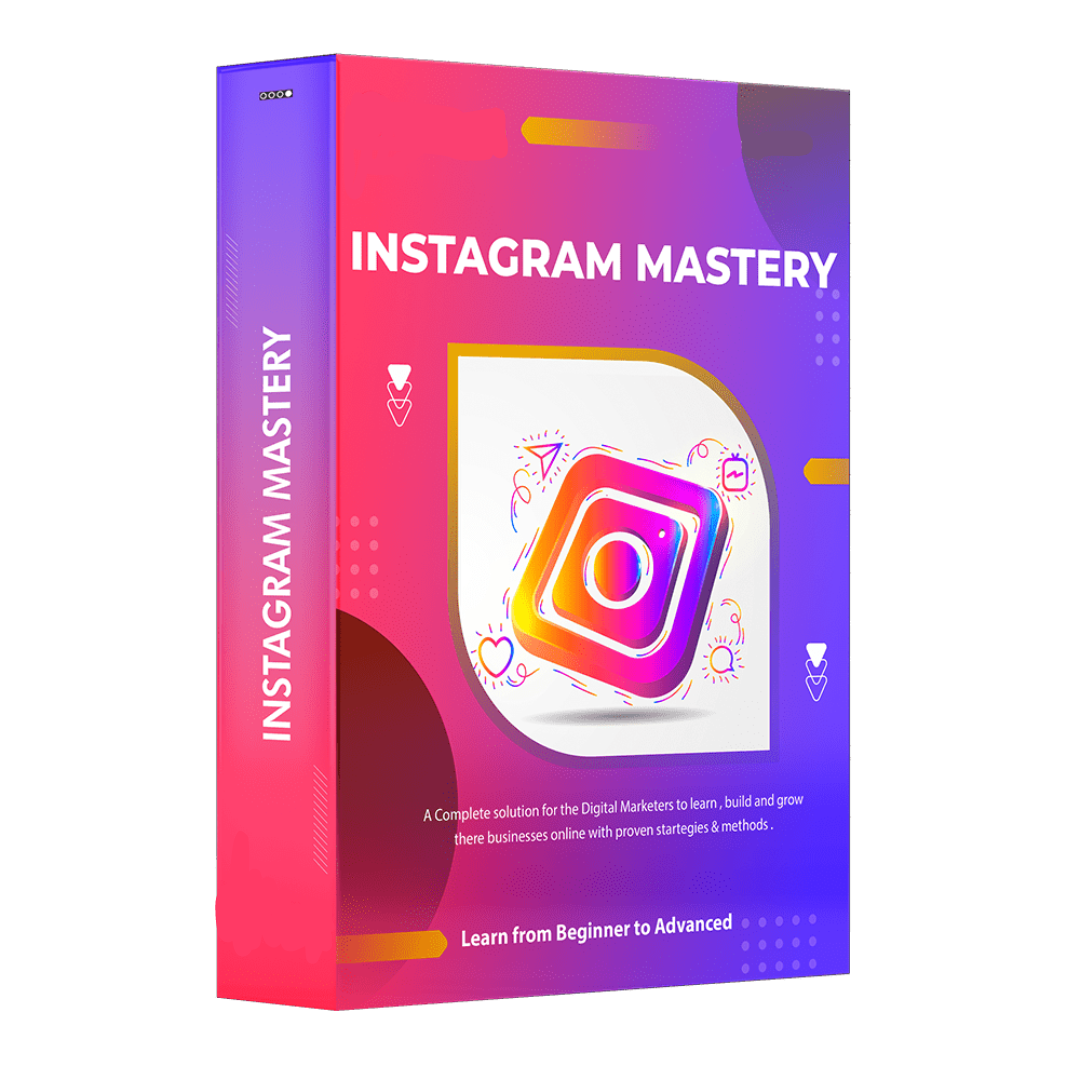 INSTAGRAM MASTERY
INSTAGRAM MASTERY
A Complete solution for the Digital Marketers to learn , build and grow
there businesses online with proven startegies & methods .
Learn from Beginner to Advanced